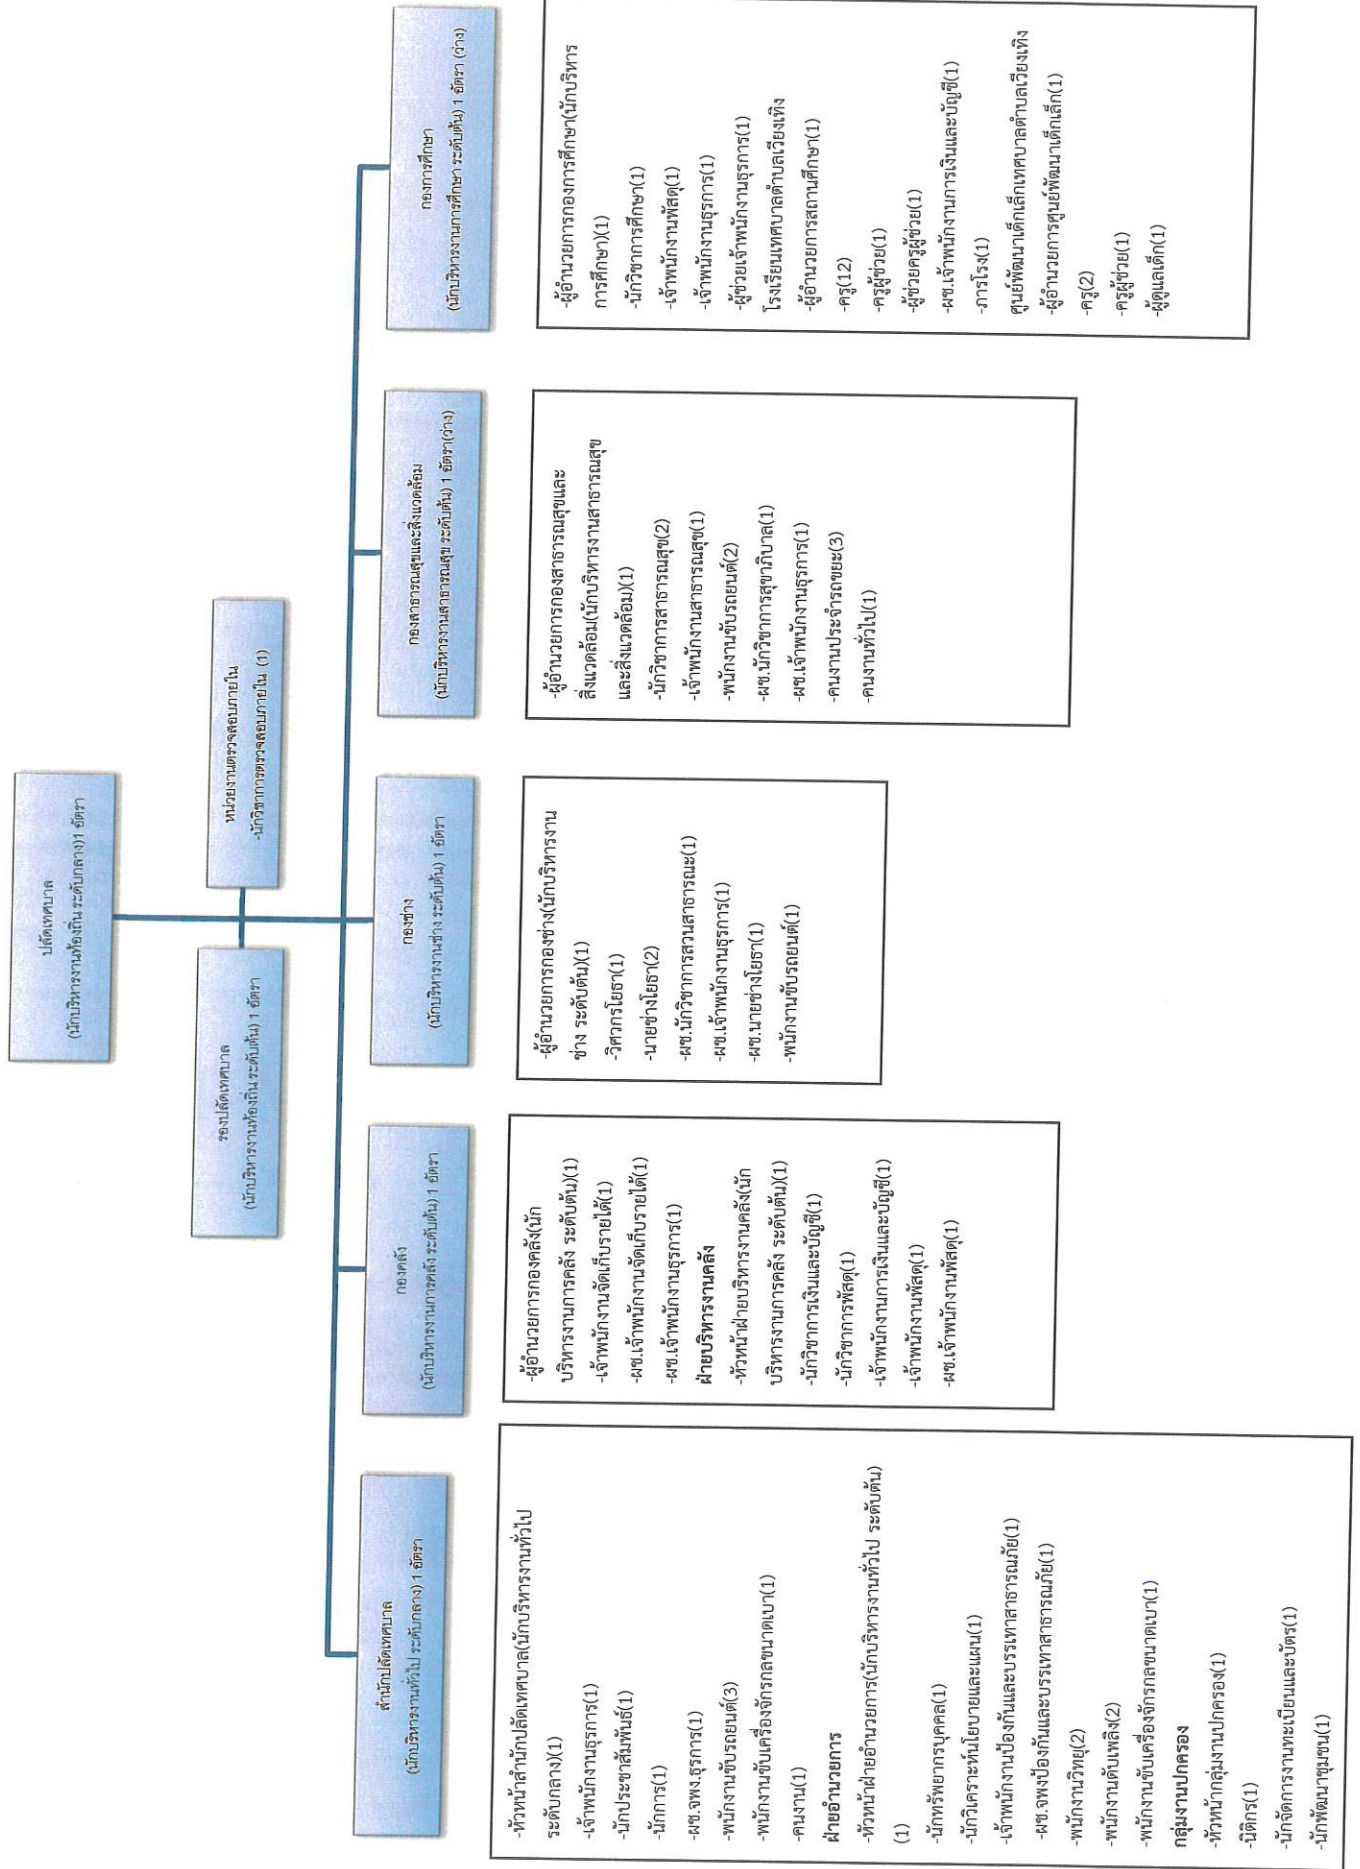 ปลัดเทศบาล
(นักบริหารงานท้องถิ่น ระดับกลาง)1 อัตรา
รองปลัดเทศบาล
(นักบริหารงานท้องถิ่น ระดับต้น) 1 อัตรา
หน่วยงานตรวจสอบภายใน
-นักวิชาการตรวจสอบภายใน (1)
สำนักปลัดเทศบาล
(นักบริหารงานทั่วไป ระดับกลาง) 1 อัตรา
กองคลัง
(นักบริหารงานการคลัง ระดับต้น) 1 อัตรา
กองช่าง
(นักบริหารงานช่าง ระดับต้น) 1 อัตรา
กองสาธารณสุขและสิ่งแวดล้อม
(นักบริหารงานสาธารณสุข ระดับต้น) 1 อัตรา(ว่าง)
กองการศึกษา
(นักบริหารงานการศึกษา ระดับต้น) 1 อัตรา (ว่าง)
-หัวหน้าสำนักปลัดเทศบาล(นักบริหารงานทั่วไป
ระดับกลาง)(1)
-เจ้าพนักงานธุรการ(1)
-นักประชาสัมพันธ์(1)
-นักการ(1)
-ผช.จพง.ธุรการ(1)
-พนักงานขับรถยนต์(3)
-พนักงานขับเครื่องจักรกลขนาดเบา(1)
-คนงาน(1)
ฝ่ายอำนวยการ
-หัวหน้าฝ่ายอำนวยการ(นักบริหารงานทั่วไป ระดับต้น)
(1)
-นักทรัพยากรบุคคล(1)
-นักวิเคราะห์นโยบายและแผน(1)
-เจ้าพนักงานป้องกันและบรรเทาสาธารณภัย(1)
-ผช.จพงป้องกันและบรรเทาสาธารณภัย(1)
-พนักงานวิทยุ(2)
-พนักงานดับเพลิง(2)
-พนักงานขับเครื่องจักรกลขนาดเบา(1)
กลุ่มงานปกครอง
-หัวหน้ากลุ่มงานปกครอง(1)
-นิติกร(1)
-นักจัดการงานทะเบียนและบัตร(1)
-นักพัฒนาชุมชน(1)
-ผู้อำนวยการกองคลัง(นัก
บริหารงานการคลัง ระดับต้น)(1)
-เจ้าพนักงานจัดเก็บรายได้(1)
-ผช.เจ้าพนักงานจัดเก็บรายได้(1)
-ผช.เจ้าพนักงานธุรการ(1)
ฝ่ายบริหารงานคลัง
-หัวหน้าฝ่ายบริหารงานคลัง(นัก
บริหารงานการคลัง ระดับต้น)(1)
-นักวิชาการเงินและบัญชี(1)
-นักวิชาการพัสดุ(1)
-เจ้าพนักงานการเงินและบัญชี(1)
-เจ้าพนักงานพัสดุ(1)
-ผช.เจ้าพนักงานพัสดุ(1)
-ผู้อำนวยการกองช่าง(นักบริหารงาน
ช่าง ระดับต้น)(1)
-วิศวกรโยธา(1)
-นายช่างโยธา(2)
-ผช.นักวิชาการสวนสาธารณะ(1)
-ผช.เจ้าพนักงานธุรการ(1)
-ผช.นายช่างโยธา(1)
-พนักงานขับรถยนต์(1)
-ผู้อำนวยการกองสาธารณสุขและ
สิ่งแวดล้อม(นักบริหารงานสาธารณสุข
และสิ่งแวดล้อม)(1)
-นักวิชาการสาธารณสุข(2)
-เจ้าพนักงานสาธารณสุข(1)
-พนักงานขับรถยนต์(2)
-ผช.นักวิชาการสุขาภิบาล(1)
-ผช.เจ้าพนักงานธุรการ(1)
-คนงานประจำรถขยะ(3)
-คนงานทั่วไป(1)
-ผู้อำนวยการกองการศึกษา(นักบริหาร
การศึกษา)(1)
-นักวิชาการศึกษา(1)
-เจ้าพนักงานพัสดุ(1)
-เจ้าพนักงานธุรการ(1)
-ผู้ช่วยเจ้าพนักงานธุรการ(1)
โรงเรียนเทศบาลตำบลเวียงเทิง
-ผู้อำนวยการสถานศึกษา(1)
-ครู(12)
-ครูผู้ช่วย(1)
-ผู้ช่วยครูผู้ช่วย(1)
-ผช.เจ้าพนักงานการเงินและบัญชี(1)
-ภารโรง(1)
ศูนย์พัฒนาเด็กเล็กเทศบาลตำบลเวียงเทิง
-ผู้อำนวยการศูนย์พัฒนาเด็กเล็ก(1)
-ครู(2)
-ครูผู้ช่วย(1)
-ผู้ดูแลเด็ก(1)